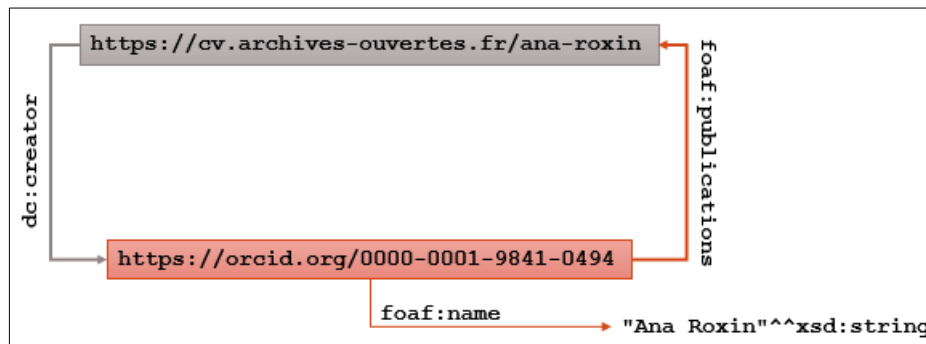 https://cv.archives-ouvertes.fr/ana-roxin
dc:creator
foaf:publications
https://orcid.org/0000-0001-9841-0494
foaf:name
"Ana Roxin"^^xsd:string